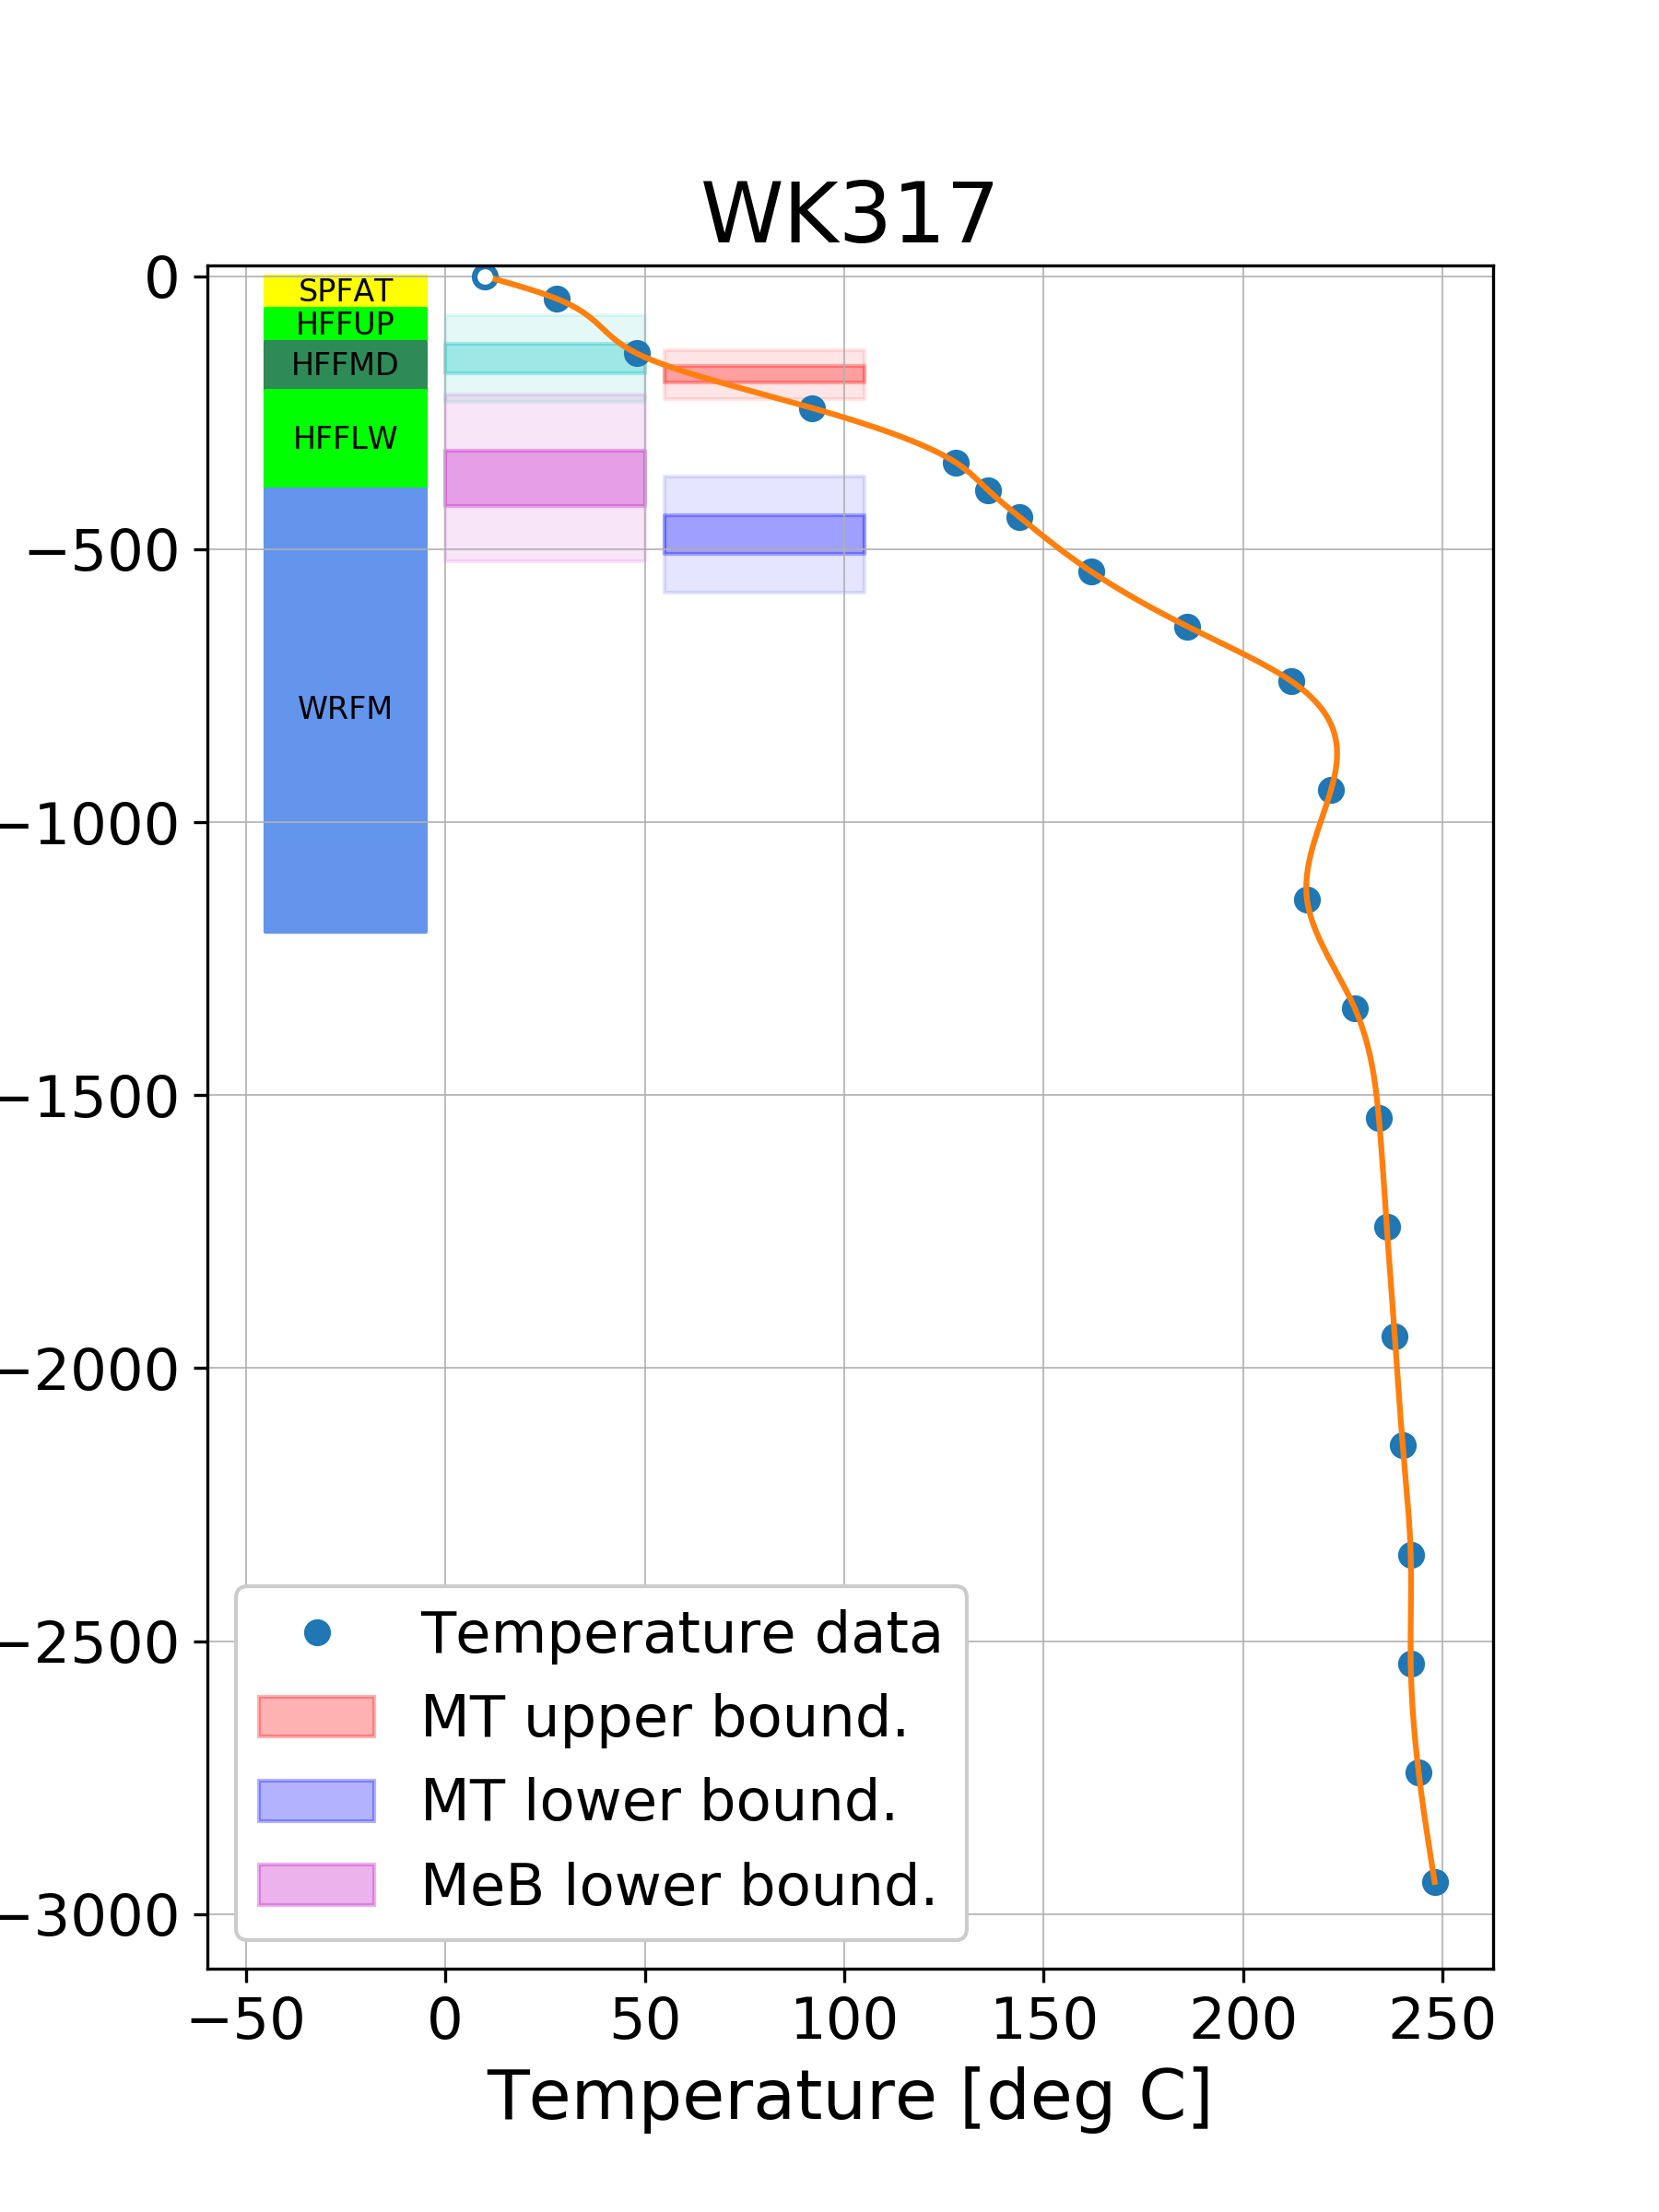 WK317
0
−500
−1000
−1500
−2000
−2500
−3000
SPFAT
HFFUP
HFFMD
HFFLW
WRFM
Temperature data
MT upper bound.
MT lower bound.
MeB lower bound.
−50 0 50 100 150 200 250
Temperature [deg C]